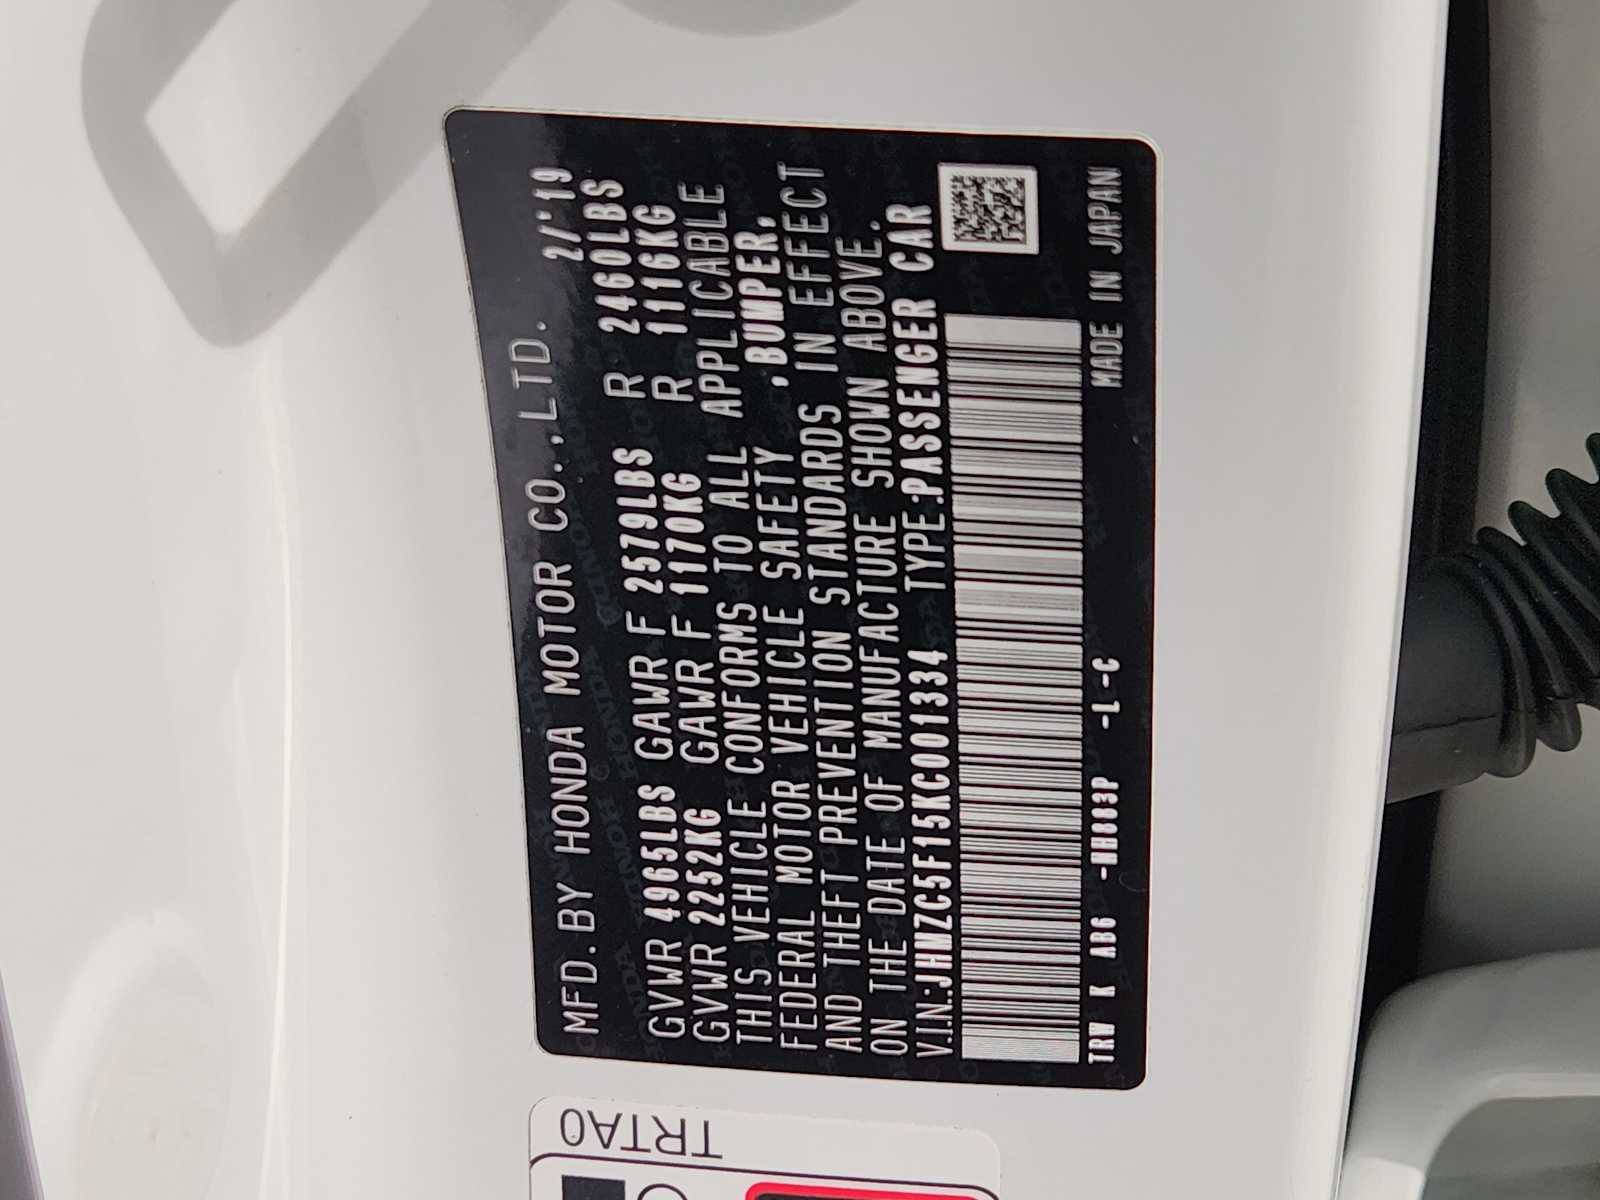 MFD. BY HONDA MOTOR CO.,LTD. 2/'19
GVWR 4965LBS GAWR F 2579LBS R 2460LBS
GVWR 2252KG GAWR F 1170KG R 1116KG
THIS VEHICLE CONFORMS TO ALL APPLICABLE
FEDERAL MOTOR VEHICLE SAFETY ,BUMPER,
AND THEFT PREVENTION STANDARDS IN EFFECT
ON THE DATE OF MANUFACTURE SHOWN ABOVE.
V.I.N.:JHMZC5F15KC001334 TYPE:PASSENGER CAR
TRW K AB6 -NH883P -L-C MADE IN JAPAN
TRTA0